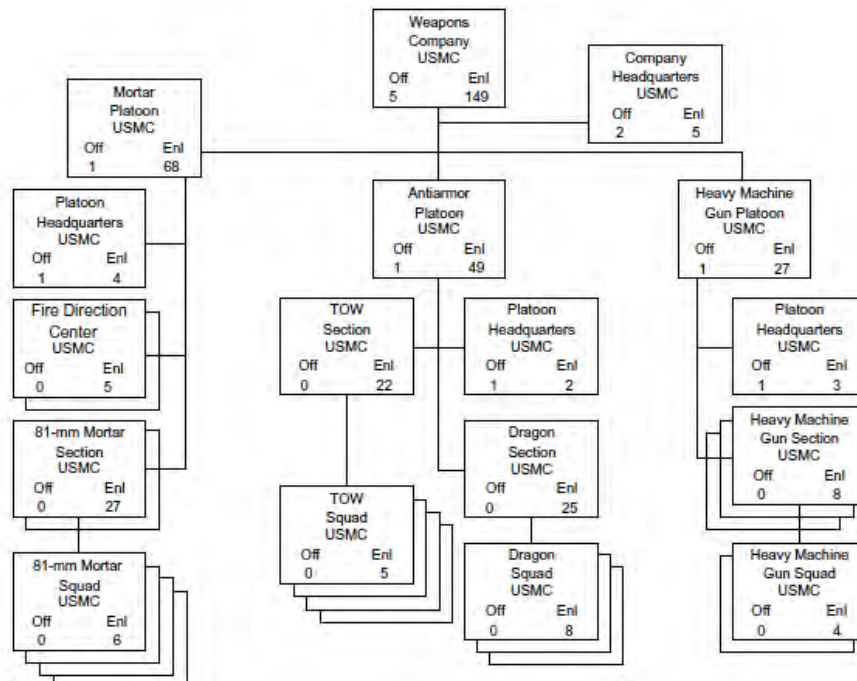 Weapons
Company
USMC
Off Enl
5 149
Company
Headquarters
USMC
Off Enl
2 5
Mortar
Platoon
USMC
Off Enl
1 68
Platoon
Headquarters
USMC
Off Enl
1 4
Fire Direction
Center
USMC
Off Enl
0 5
81-mm Mortar
Section
USMC
Off Enl
0 27
81-mm Mortar
Squad
USMC
Off Enl
0 6
Antiarmor
Platoon
USMC
Off Enl
1 49
TOW
Section
USMC
Off Enl
0 22
Platoon
Headquarters
USMC
Off Enl
1 2
TOW
Squad
USMC
Off Enl
0 5
Dragon
Section
USMC
Off Enl
0 25
Dragon
Squad
USMC
Off Enl
0 8
Heavy Machine
Gun Platoon
USMC
Off Enl
1 27
Platoon
Headquarters
USMC
Off Enl
1 3
Heavy Machine
Gun Section
USMC
Off Enl
0 8
Heavy Machine
Gun Squad
USMC
Off Enl
0 4